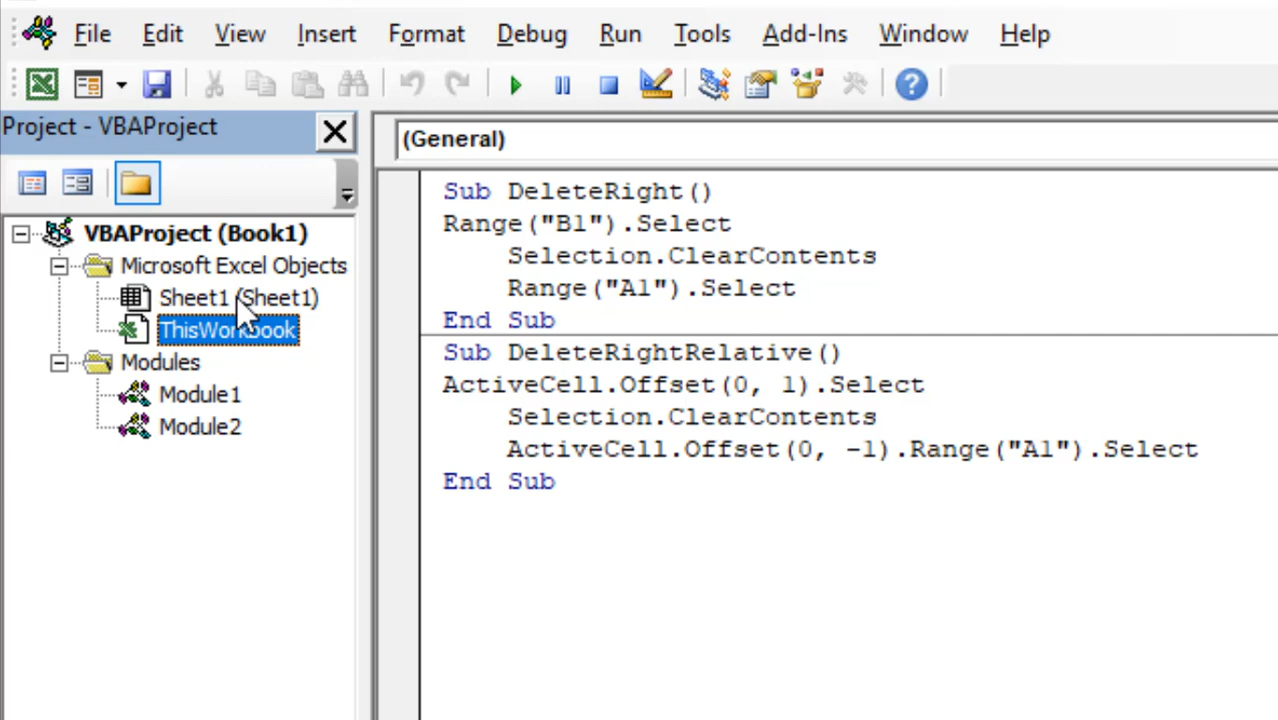 File Edit View Insert Format Debug Run Tools Add-Ins Window Help
Project - VBAProject
(General)
VBAProject (Book1)
Microsoft Excel Objects
Sheet1 (Sheet1)
ThisWorkbook
Modules
Module1
Module2
Sub DeleteRight()
Range("B1").Select
Selection.ClearContents
Range("A1").Select
End Sub
Sub DeleteRightRelative()
ActiveCell.Offset(0, 1).Select
Selection.ClearContents
ActiveCell.Offset(0, -1).Range("A1").Select
End Sub